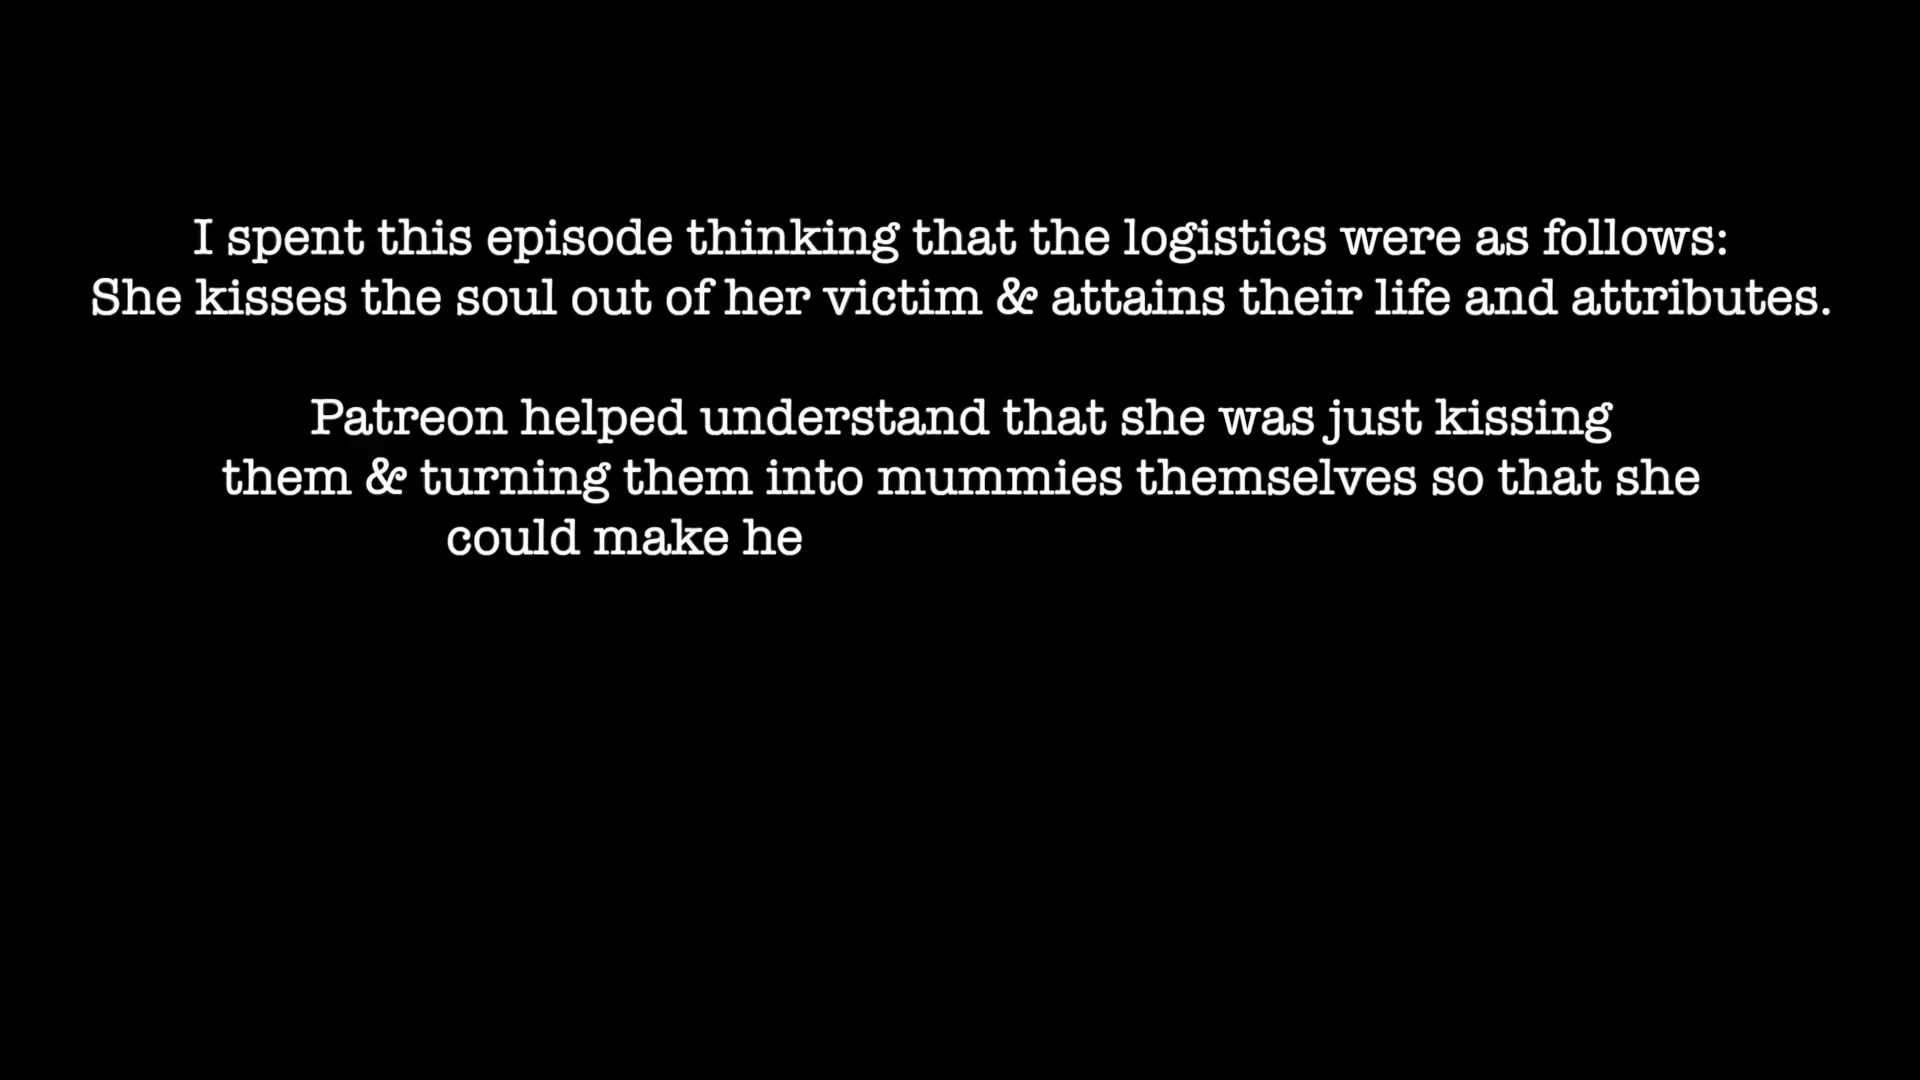 I spent this episode thinking that the logistics were as follows:
She kisses the soul out of her victim & attains their life and attributes.
Patreon helped understand that she was just kissing
them & turning them into mummies themselves so that she
could make he